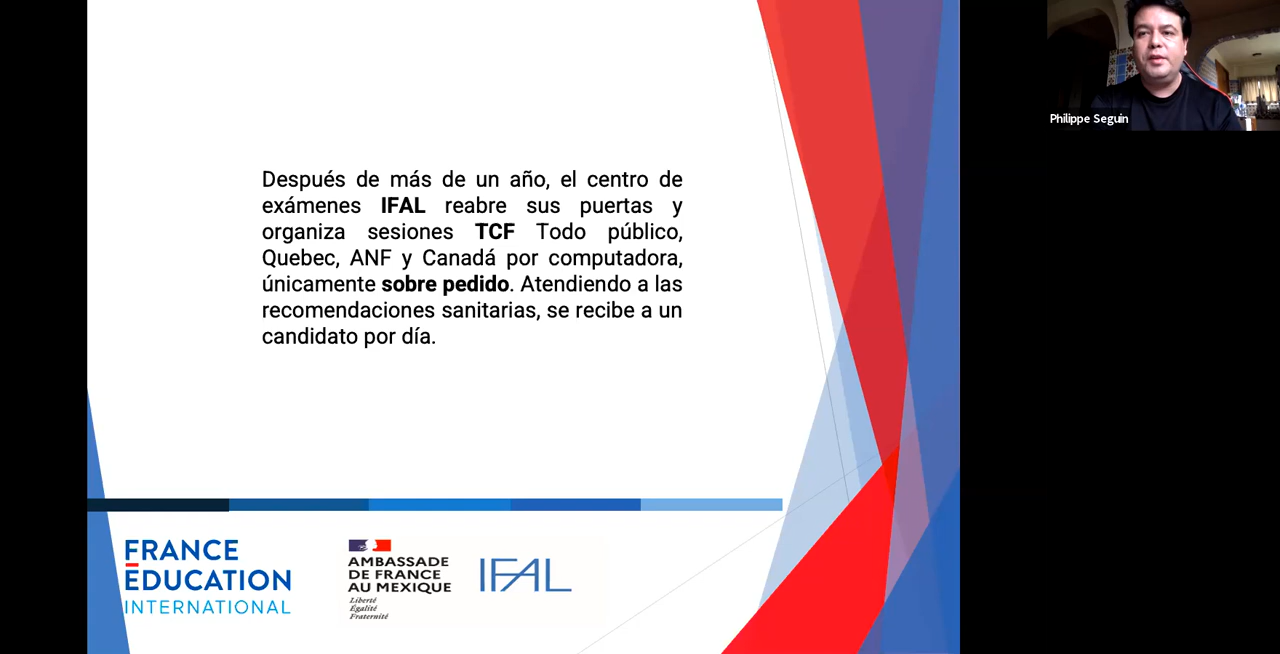 Después de más de un año, el centro de
exámenes IFAL reabre sus puertas y
organiza sesiones TCF Todo público,
Quebec, ANF y Canadá por computadora,
únicamente sobre pedido. Atendiendo a las
recomendaciones sanitarias, se recibe a un
candidato por día.
Philippe Seguin
FRANCE
ÉDUCATION
INTERNATIONAL
AMBASSADE
DE FRANCE
AU MEXIQUE
Liberté
Égalité
Fraternité
IFAL